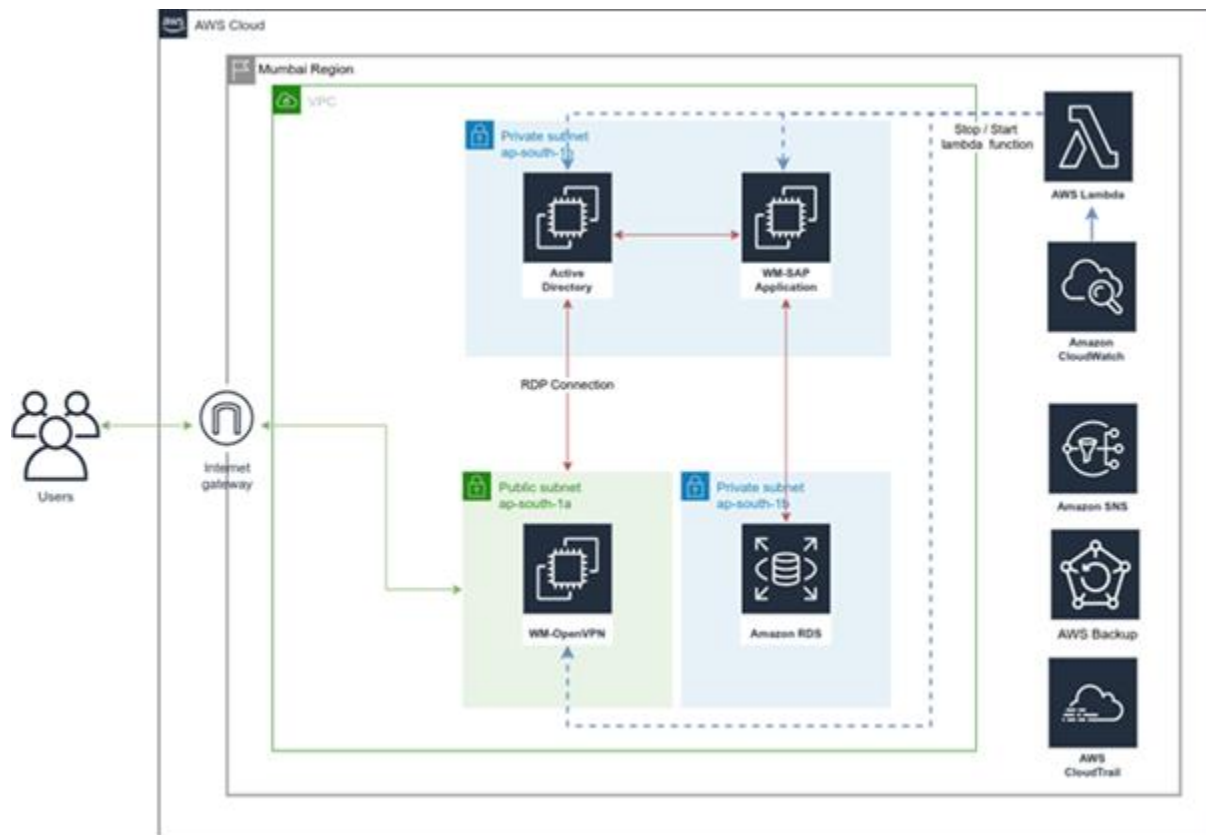 aws
AWS Cloud
Mumbai Region
VPC
Private subnet
ap-south-1b
Stop / Start
lambda function
AWS Lambda
Active
Directory
WM-SAP
Application
Amazon
CloudWatch
RDP Connection
Users
Internet
gateway
Public subnet
ap-south-1a
Private subnet
ap-south-1b
Amazon SNS
WM-OpenVPN
Amazon RDS
AWS Backup
AWS
CloudTrail